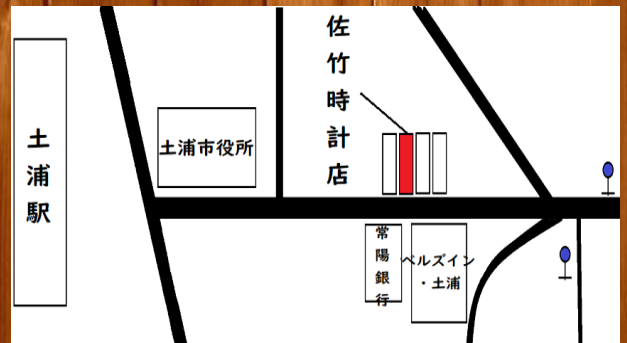 土浦駅
土浦市役所
佐竹時計店
常陽銀行
ベルズイン
・土浦